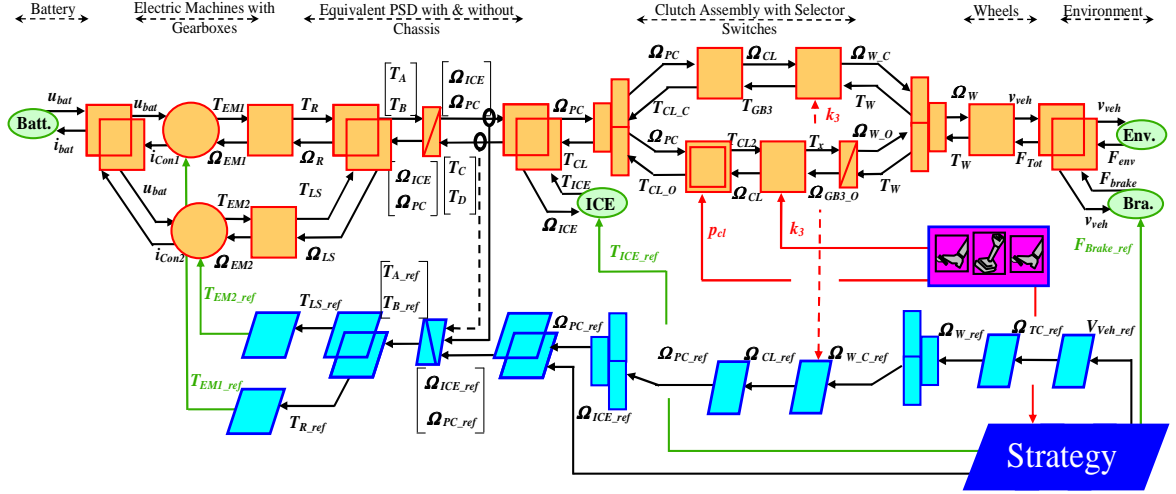 Battery
Electric Machines with
Gearboxes
Equivalent PSD with & without
Chassis
Clutch Assembly with Selector
Switches
Wheels
Environment
Batt.
u_bat
i_bat
u_bat
i_Con1
T_EM1
Ω_EM1
T_R
Ω_R
T_A
T_B
Ω_ICE
Ω_PC
Ω_ICE
Ω_PC
T_C
T_D
u_bat
i_Con2
T_EM2
Ω_EM2
T_LS
Ω_LS
Ω_PC
T_CL
T_ICE
Ω_ICE
ICE
Ω_PC
T_CL_C
Ω_CL
T_GB3
Ω_W_C
T_W
k_3
Ω_PC
T_CL_O
T_CL2
Ω_CL
T_x
Ω_GB3_O
Ω_W_O
T_W
p_cl
k_3
Ω_W
T_W
v_veh
F_Tot
v_veh
F_env
Env.
F_brake
v_veh
Bra.
F_Brake_ref
T_ICE_ref
T_EM2_ref
T_EM1_ref
T_LS_ref
T_R_ref
T_A_ref
T_B_ref
Ω_ICE_ref
Ω_PC_ref
Ω_PC_ref
Ω_ICE_ref
Ω_PC_ref
Ω_CL_ref
Ω_W_C_ref
Ω_W_ref
Ω_TC_ref
V_Veh_ref
Strategy